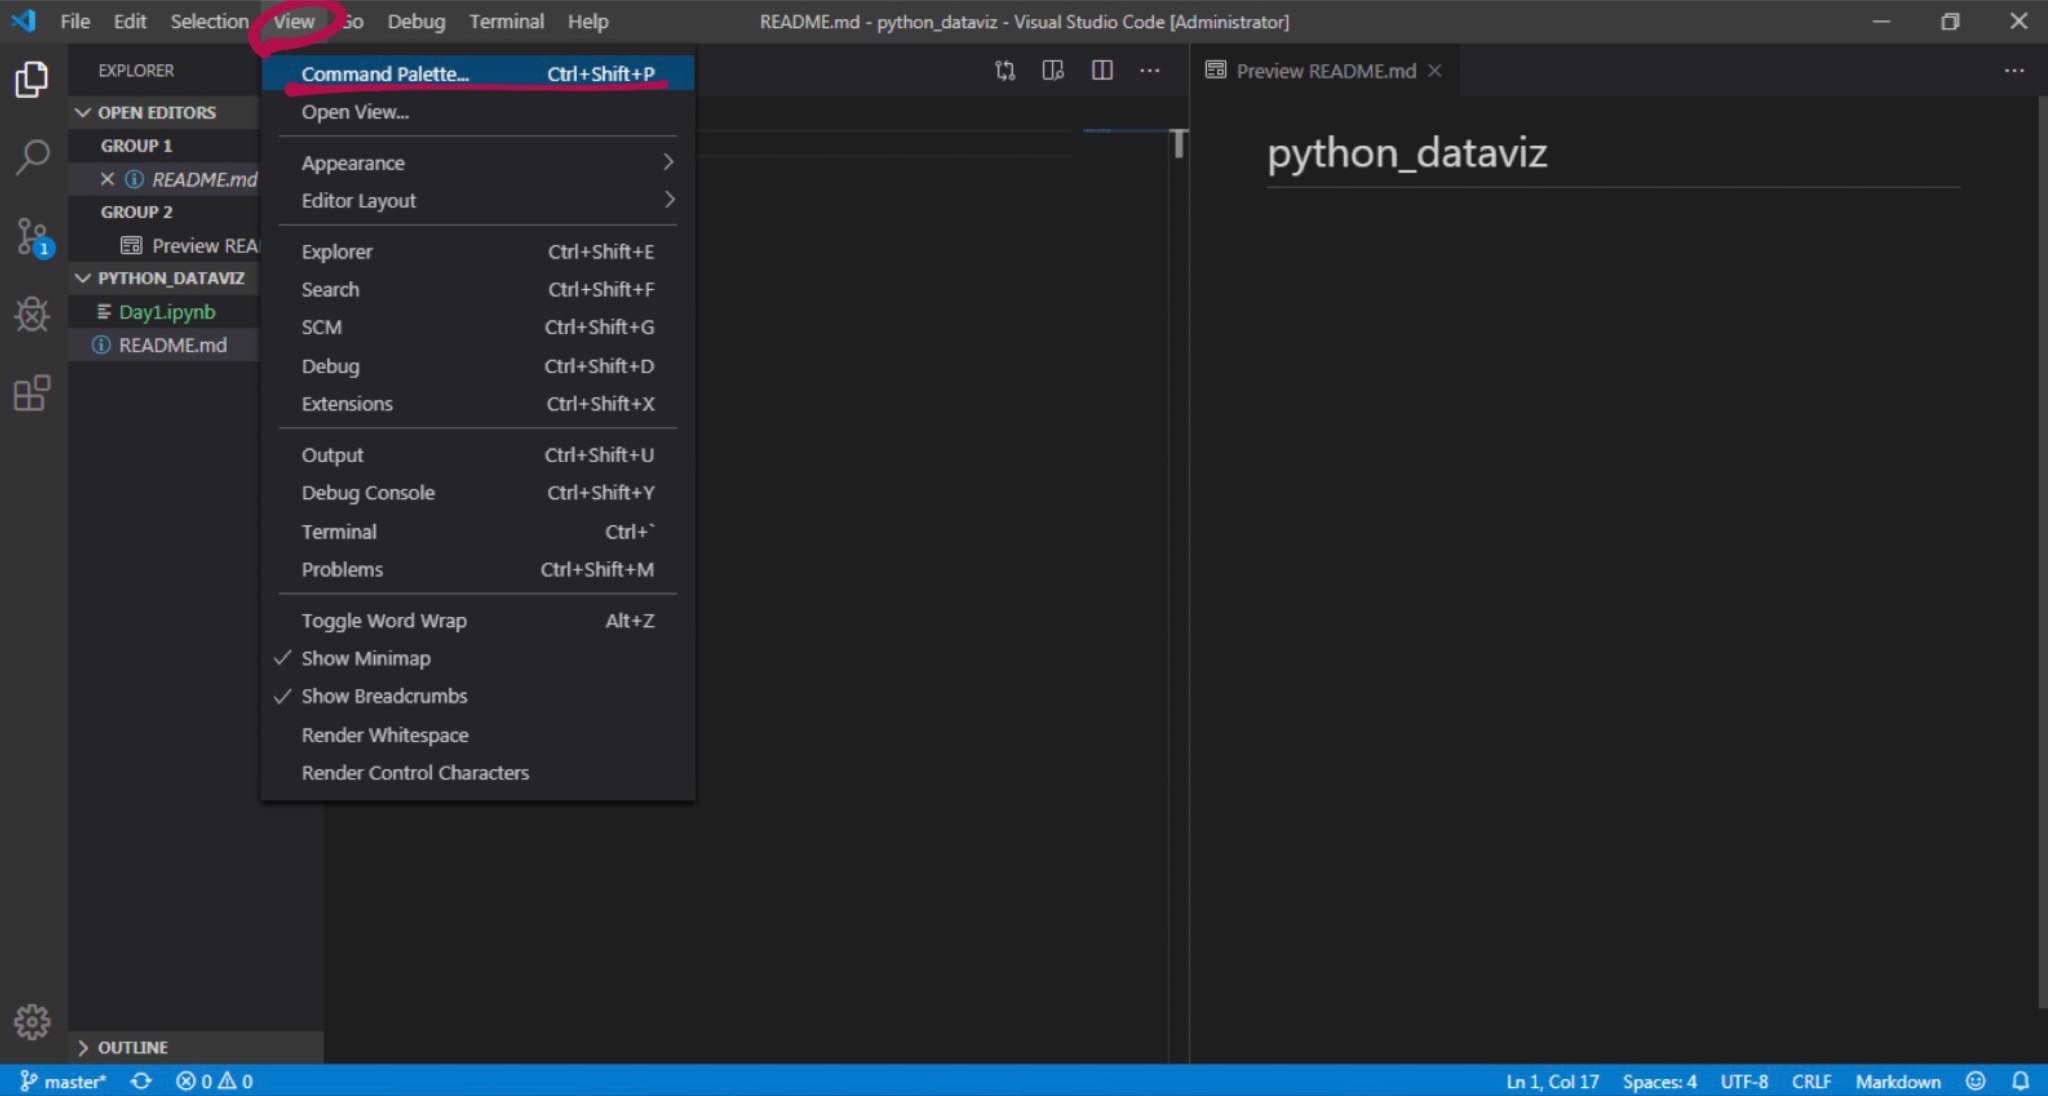 File Edit Selection View Go Debug Terminal Help README.md - python_dataviz - Visual Studio Code [Administrator]
EXPLORER
OPEN EDITORS
GROUP 1
README.md
GROUP 2
Preview REA
PYTHON_DATAVIZ
Day1.ipynb
README.md
OUTLINE
1
Command Palette... Ctrl+Shift+P
Open View...
Appearance
Editor Layout
Explorer Ctrl+Shift+E
Search Ctrl+Shift+F
SCM Ctrl+Shift+G
Debug Ctrl+Shift+D
Extensions Ctrl+Shift+X
Output Ctrl+Shift+U
Debug Console Ctrl+Shift+Y
Terminal Ctrl+`
Problems Ctrl+Shift+M
Toggle Word Wrap Alt+Z
Show Minimap
Show Breadcrumbs
Render Whitespace
Render Control Characters
Preview README.md
python_dataviz
master* 0 0 Ln 1, Col 17 Spaces: 4 UTF-8 CRLF Markdown